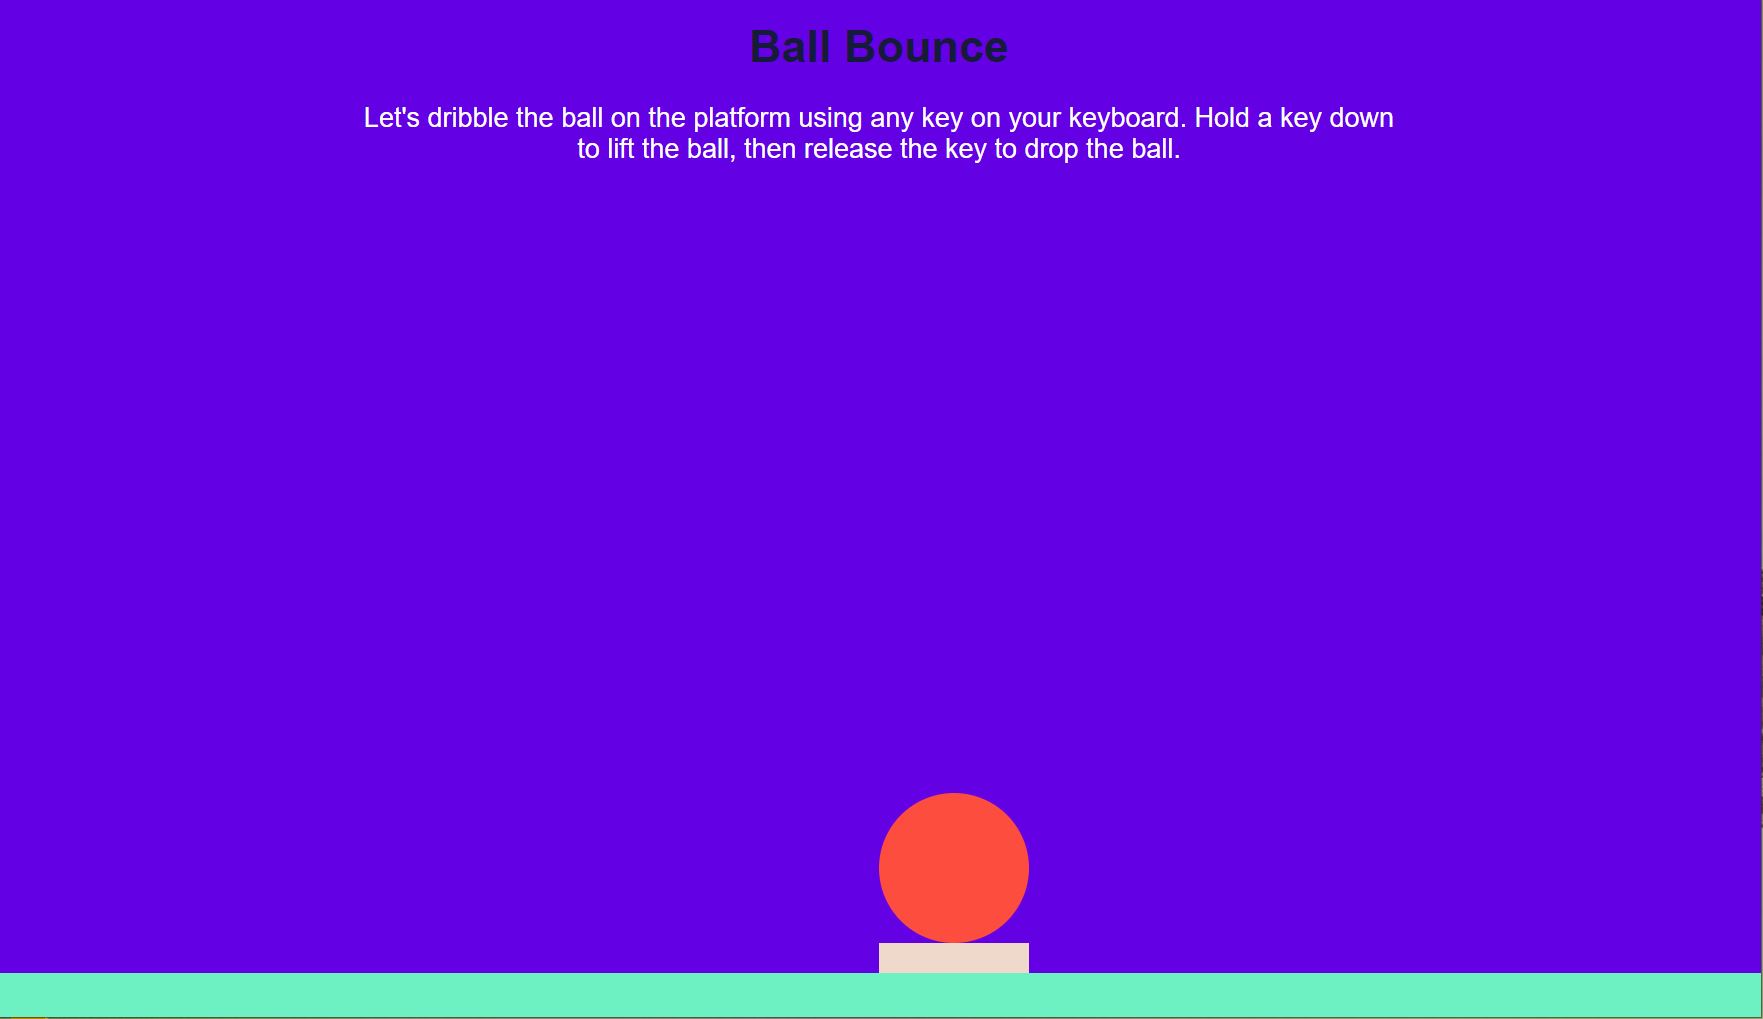 Ball Bounce
Let's dribble the ball on the platform using any key on your keyboard. Hold a key down
to lift the ball, then release the key to drop the ball.